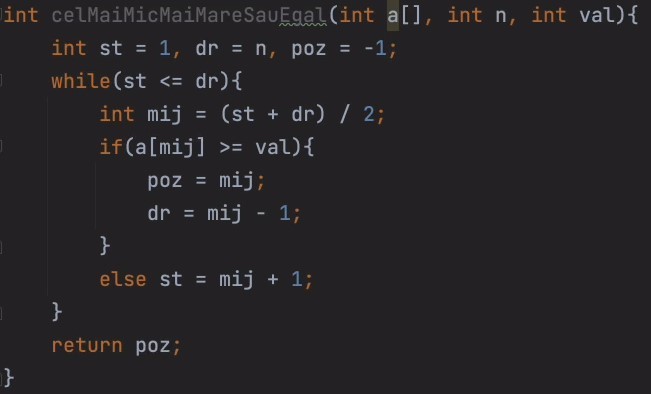 int celMaiMicMaiMareSauEgal(int a[], int n, int val){
    int st = 1, dr = n, poz = -1;
    while(st <= dr){
        int mij = (st + dr) / 2;
        if(a[mij] >= val){
            poz = mij;
            dr = mij - 1;
        }
        else st = mij + 1;
    }
    return poz;
}